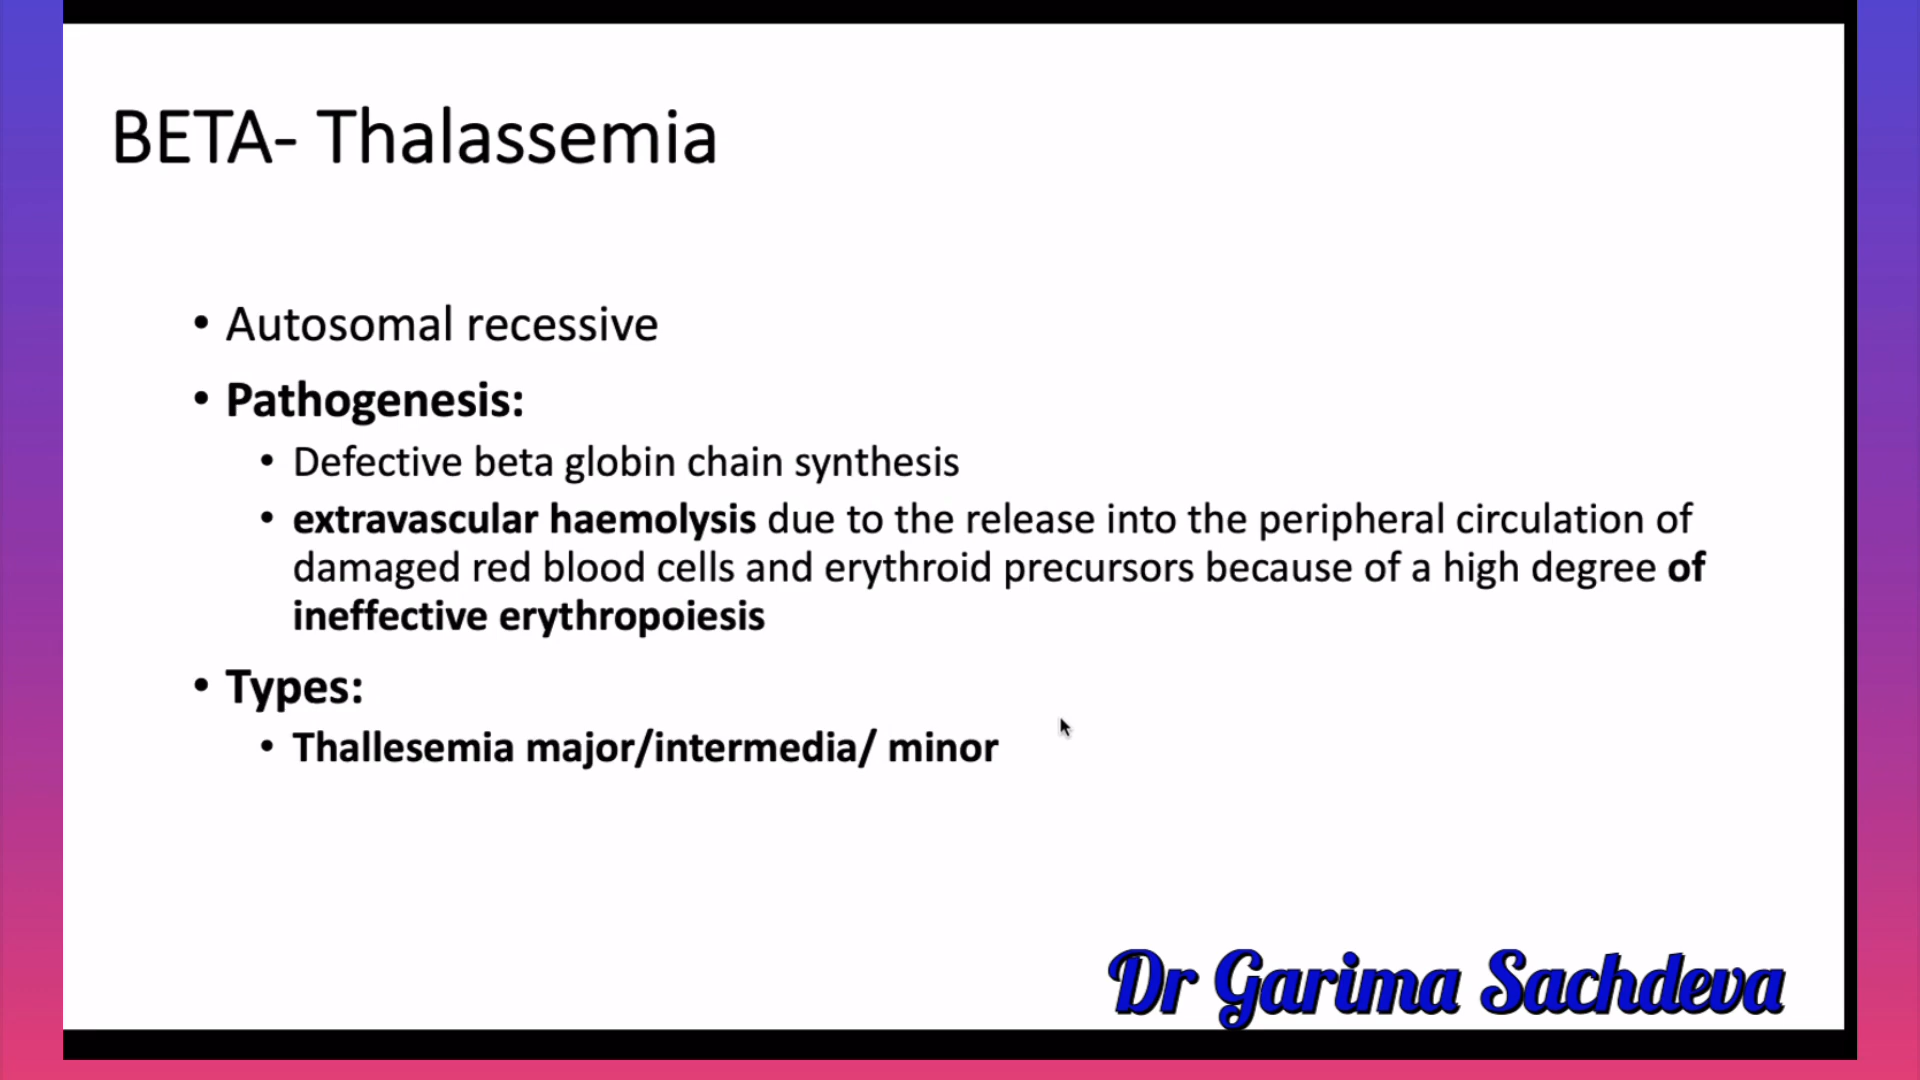 BETA- Thalassemia
• Autosomal recessive
• Pathogenesis:
• Defective beta globin chain synthesis
• extravascular haemolysis due to the release into the peripheral circulation of
damaged red blood cells and erythroid precursors because of a high degree of
ineffective erythropoiesis
• Types:
• Thallesemia major/intermedia/ minor
Dr Garima Sachdeva